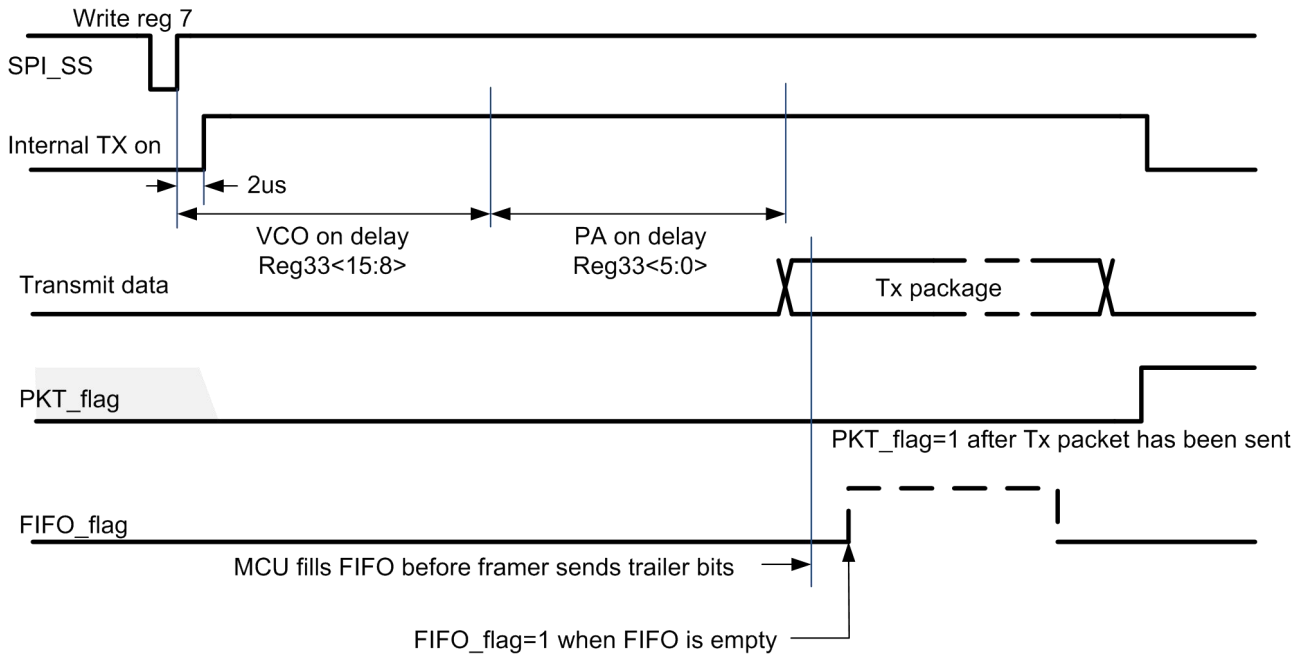 Write reg 7
SPI_SS
Internal TX on
2us
VCO on delay
Reg33<15:8>
PA on delay
Reg33<5:0>
Transmit data
Tx package
PKT_flag
PKT_flag=1 after Tx packet has been sent
FIFO_flag
MCU fills FIFO before framer sends trailer bits
FIFO_flag=1 when FIFO is empty